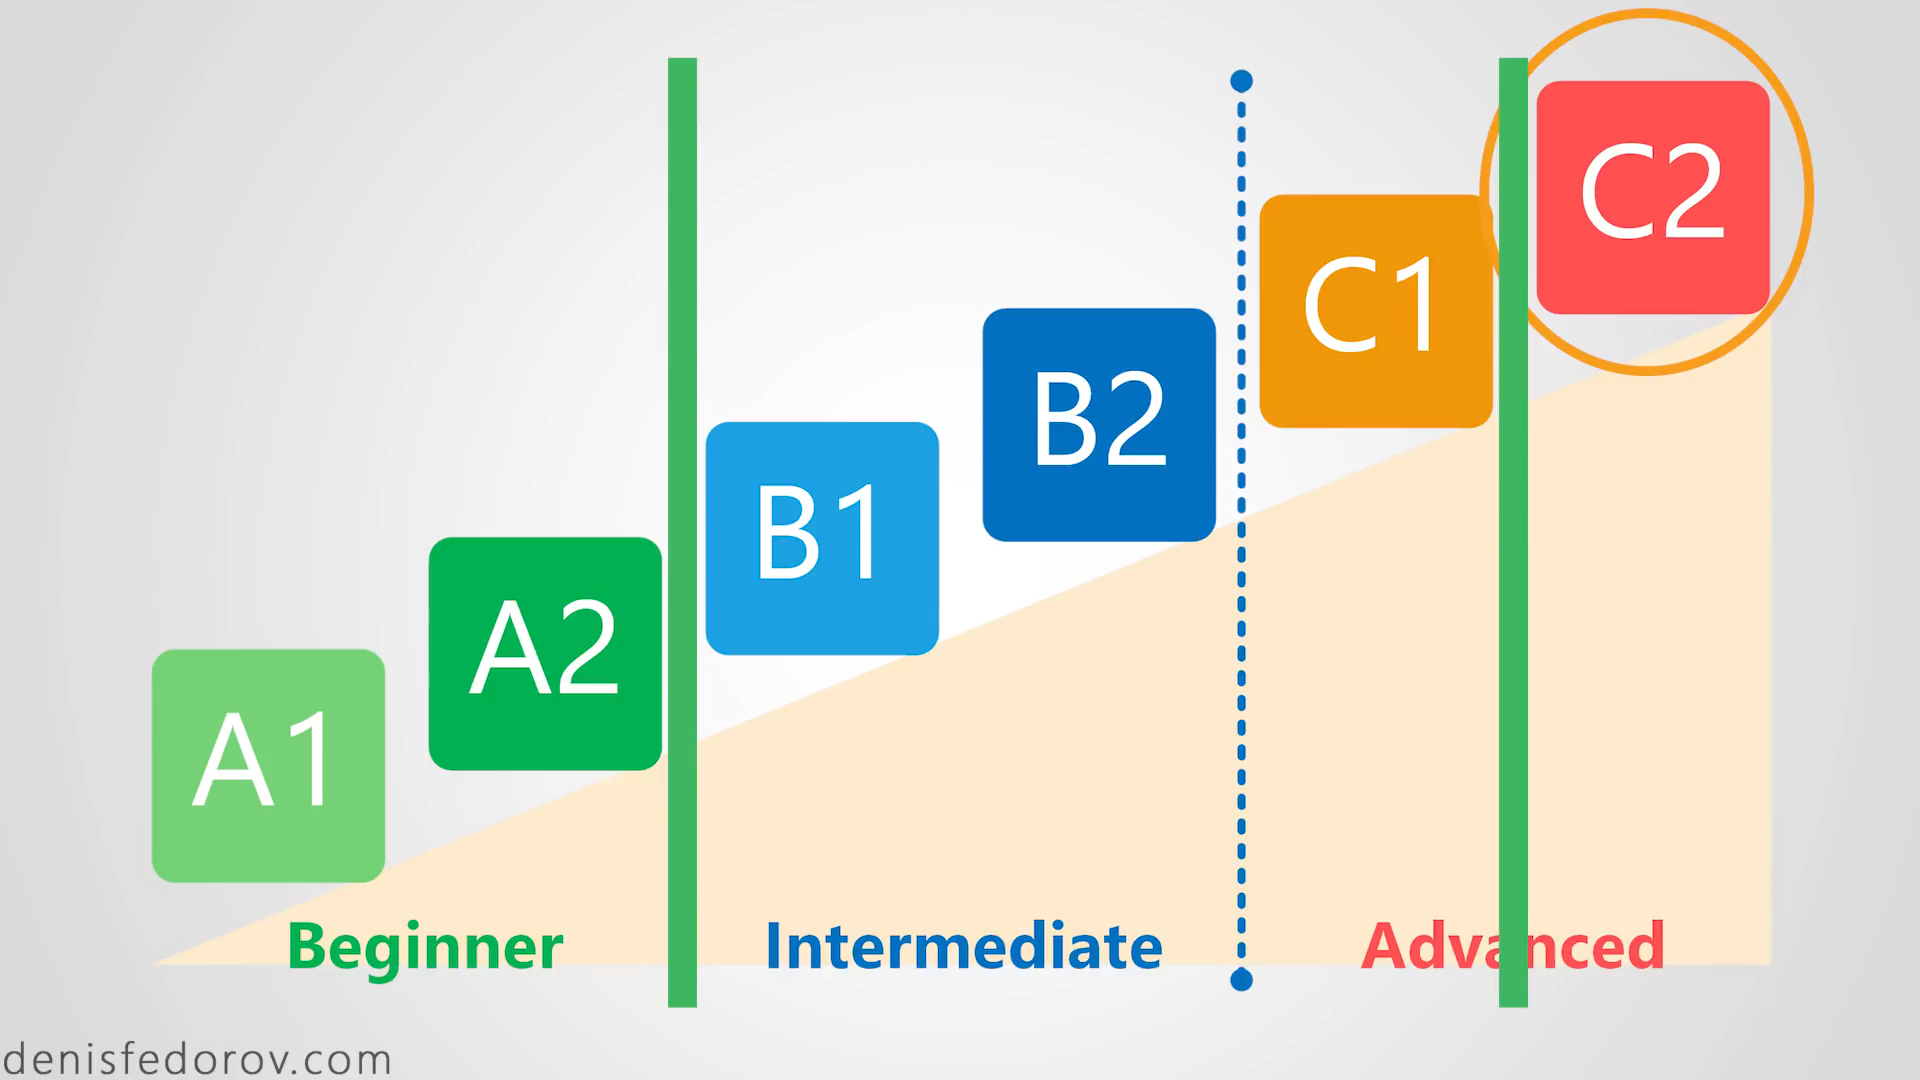 C2
C1
B2
B1
A2
A1
Beginner
Intermediate
Advanced
denisfedorov.com